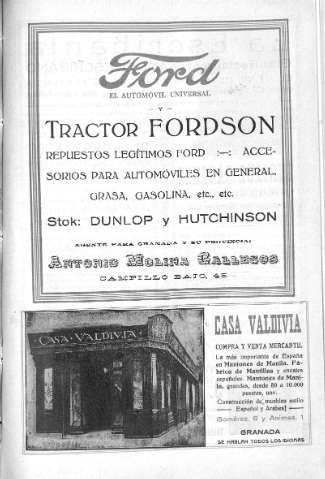 Ford
EL AUTOMÓVIL UNIVERSAL
- Y -
TRACTOR FORDSON
REPUESTOS LEGÍTIMOS FORD :—: ACCE-
SORIOS PARA AUTOMÓVILES EN GENERAL,
GRASA, GASOLINA, etc., etc.
Stok: DUNLOP y HUTCHINSON
AGENTE PARA GRANADA Y SU PROVINCIA:
ANTONIO MOLINA GALLEGOS
CAMPILLO BAJO, 45
CASA VALDIVIA
CASA VALDIVIA
COMPRA Y VENTA MERCANTIL
La más importante de España
en Mantones de Manila. Fa-
betos de Mantillas y encajes
españoles. Mantones de Mani-
la, grandes, desde 50 a 10.000
pesetas, uno.
Construcción de muebles estilo
Español y Arabes
Gomérez, 6 y Animas, 1
GRANADA
SE HABLAN TODOS LOS IDIOMAS